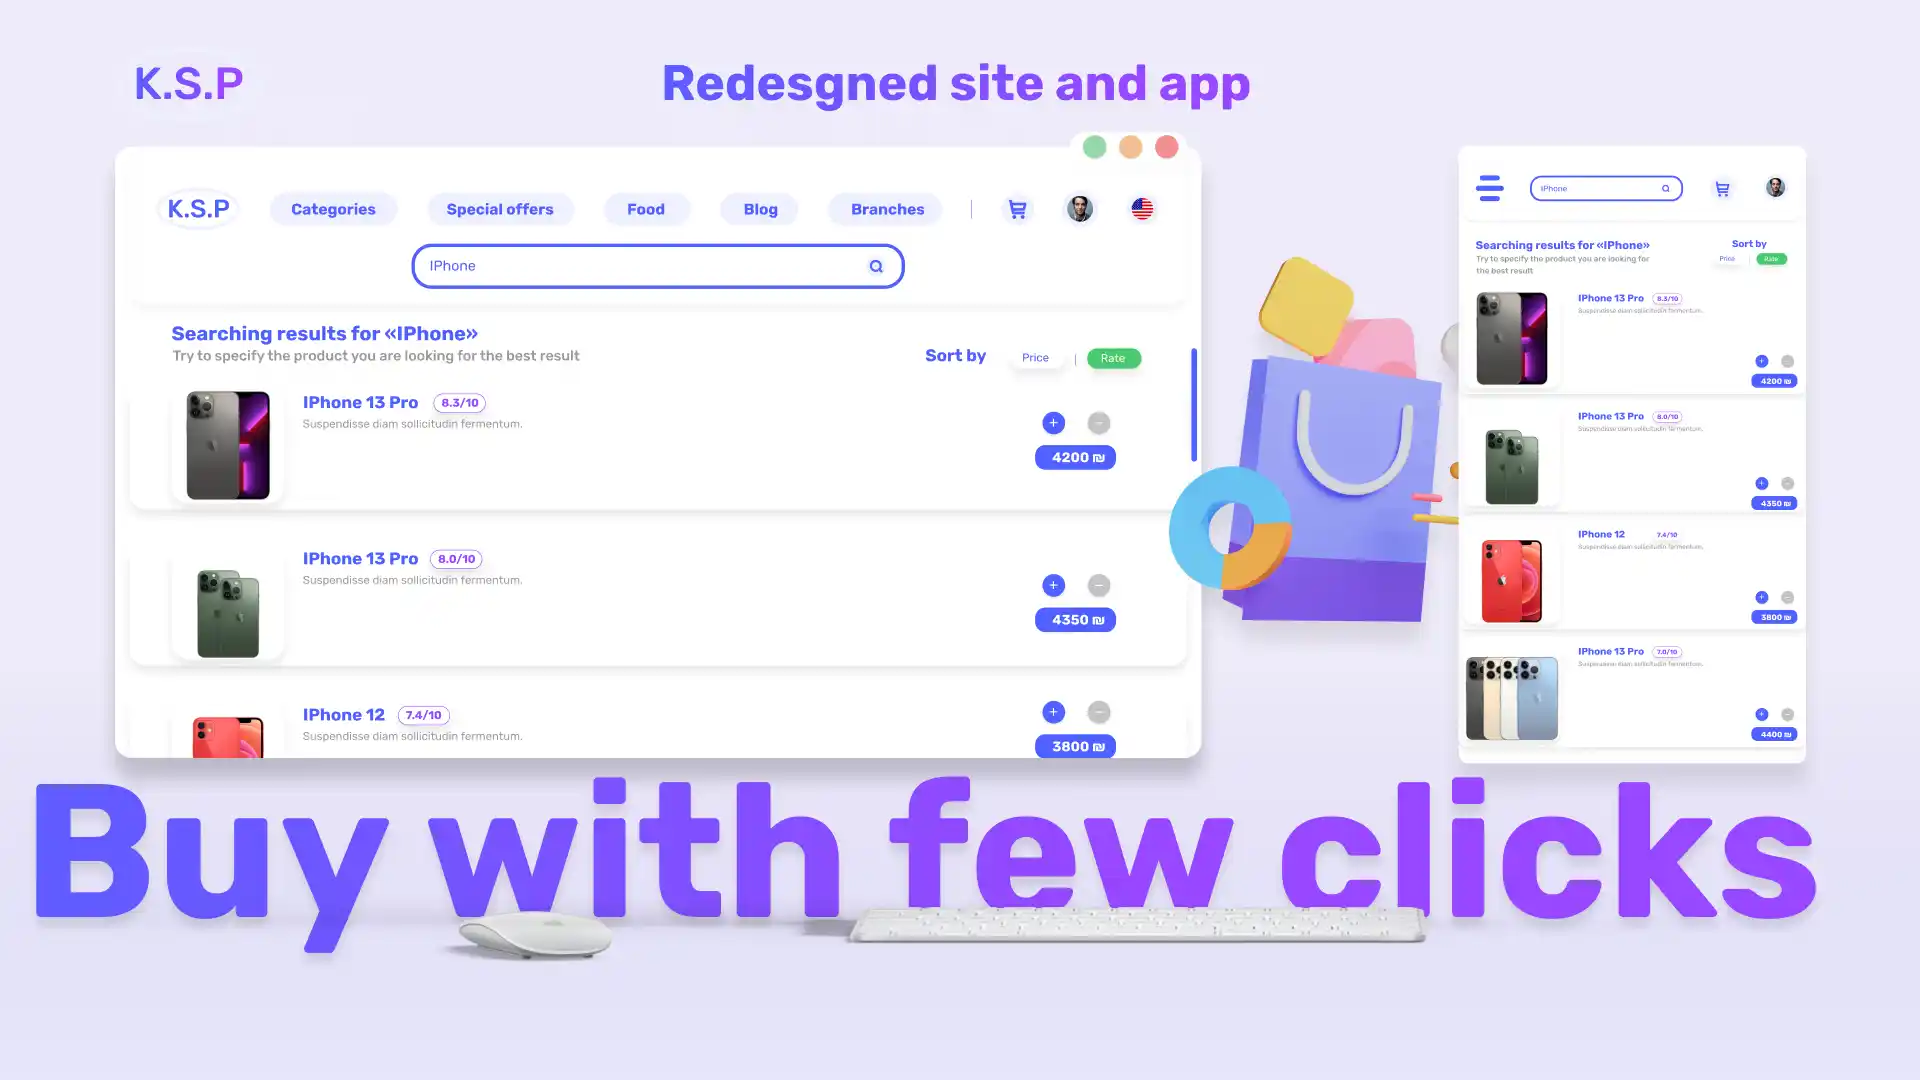 K.S.P
Redesgned site and app
K.S.P
Categories
Special offers
Food
Blog
Branches
IPhone
Searching results for «IPhone»
Try to specify the product you are looking for the best result
Sort by
Price
Rate
IPhone 13 Pro
8.3/10
Suspendisse diam sollicitudin fermentum.
4200 ₪
IPhone 13 Pro
8.0/10
Suspendisse diam sollicitudin fermentum.
4350 ₪
IPhone 12
7.4/10
Suspendisse diam sollicitudin fermentum.
3800 ₪
IPhone
Searching results for «IPhone»
Try to specify the product you are looking for
the best result
Sort by
Price
Rate
IPhone 13 Pro
8.3/10
Suspendisse diam sollicitudin fermentum.
4200 ₪
IPhone 13 Pro
8.0/10
Suspendisse diam sollicitudin fermentum.
4350 ₪
IPhone 12
7.4/10
Suspendisse diam sollicitudin fermentum.
3800 ₪
IPhone 13 Pro
7.0/10
Suspendisse diam sollicitudin fermentum.
4400 ₪
Buy with few clicks